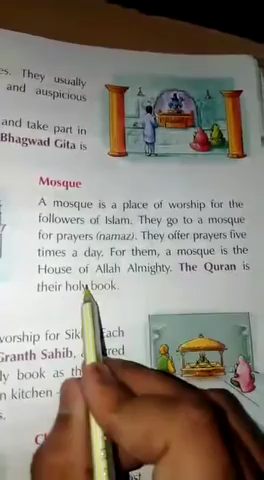 es. They usually
and auspicious
and take part in
Bhagwad Gita is
Mosque
A mosque is a place of worship for the
followers of Islam. They go to a mosque
for prayers (namaz). They offer prayers five
times a day. For them, a mosque is the
House of Allah Almighty. The Quran is
their holy book.
worship for Each
Granth Sahib,
book as
n kitchen
s.